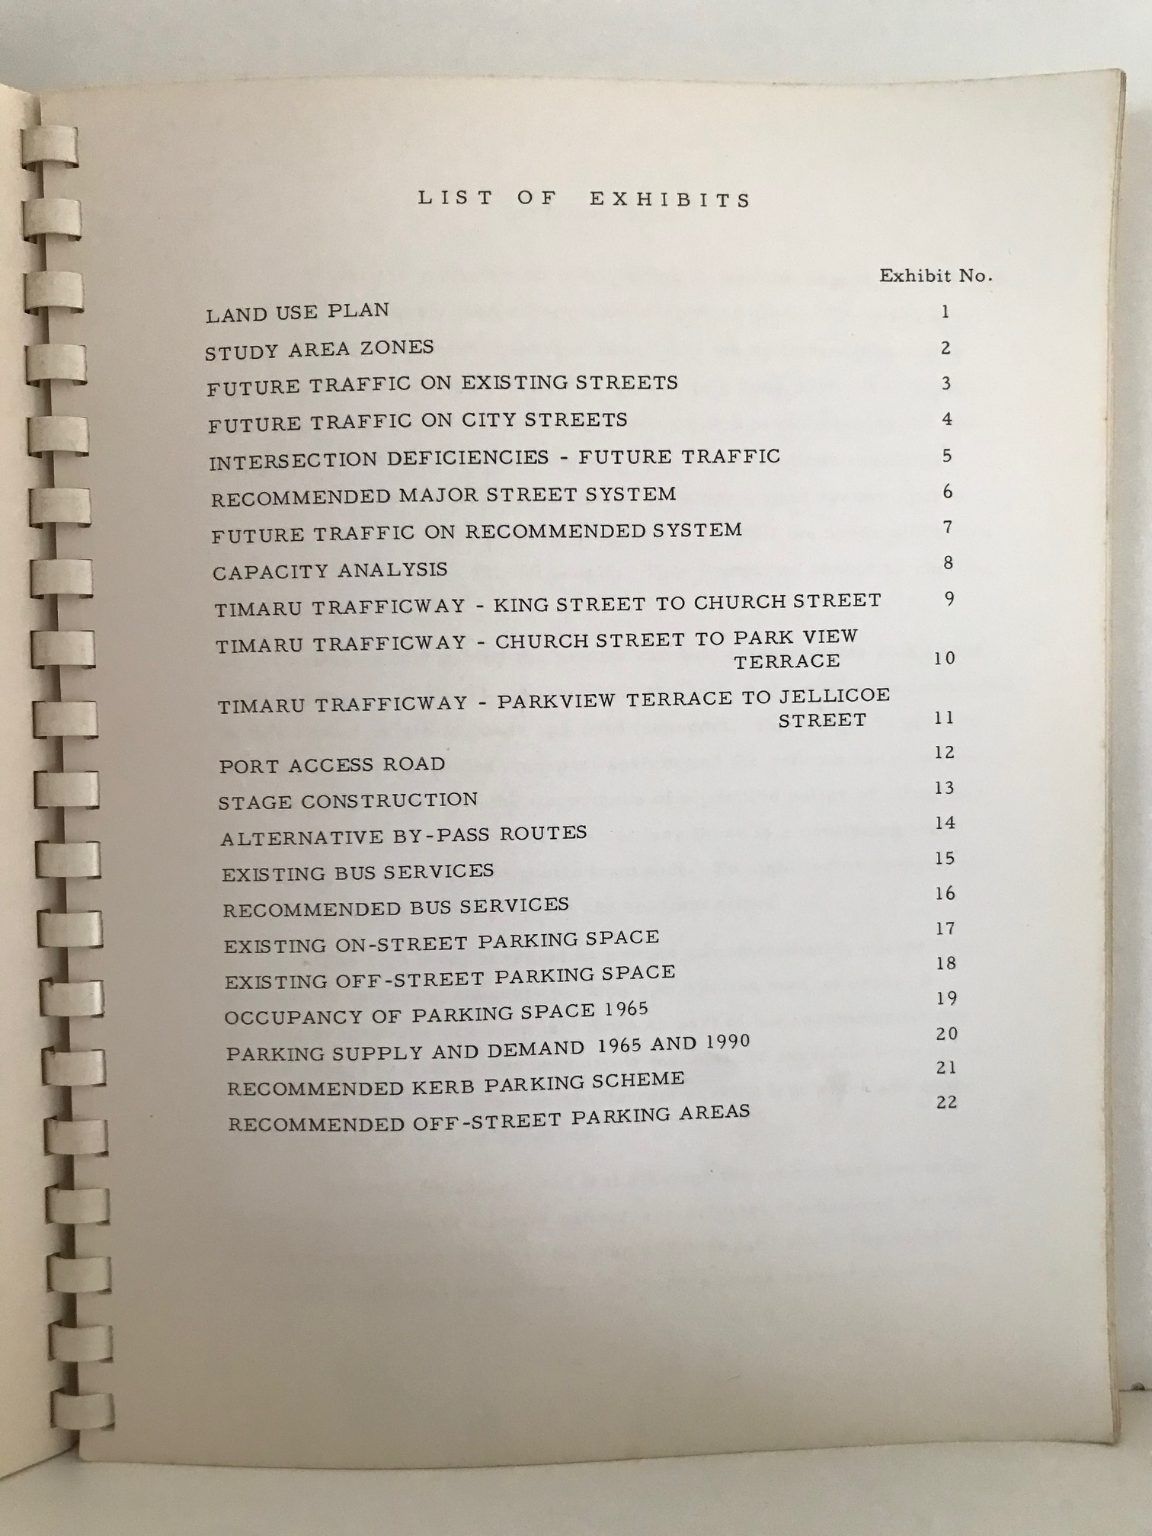 LIST OF EXHIBITS
Exhibit No.
LAND USE PLAN 1
STUDY AREA ZONES 2
FUTURE TRAFFIC ON EXISTING STREETS 3
FUTURE TRAFFIC ON CITY STREETS 4
INTERSECTION DEFICIENCIES - FUTURE TRAFFIC 5
RECOMMENDED MAJOR STREET SYSTEM 6
FUTURE TRAFFIC ON RECOMMENDED SYSTEM 7
CAPACITY ANALYSIS 8
TIMARU TRAFFICWAY - KING STREET TO CHURCH STREET 9
TIMARU TRAFFICWAY - CHURCH STREET TO PARK VIEW
TERRACE 10
TIMARU TRAFFICWAY - PARKVIEW TERRACE TO JELLICOE
STREET 11
PORT ACCESS ROAD 12
STAGE CONSTRUCTION 13
ALTERNATIVE BY-PASS ROUTES 14
EXISTING BUS SERVICES 15
RECOMMENDED BUS SERVICES 16
EXISTING ON-STREET PARKING SPACE 17
EXISTING OFF-STREET PARKING SPACE 18
OCCUPANCY OF PARKING SPACE 1965 19
PARKING SUPPLY AND DEMAND 1965 AND 1990 20
RECOMMENDED KERB PARKING SCHEME 21
RECOMMENDED OFF-STREET PARKING AREAS 22